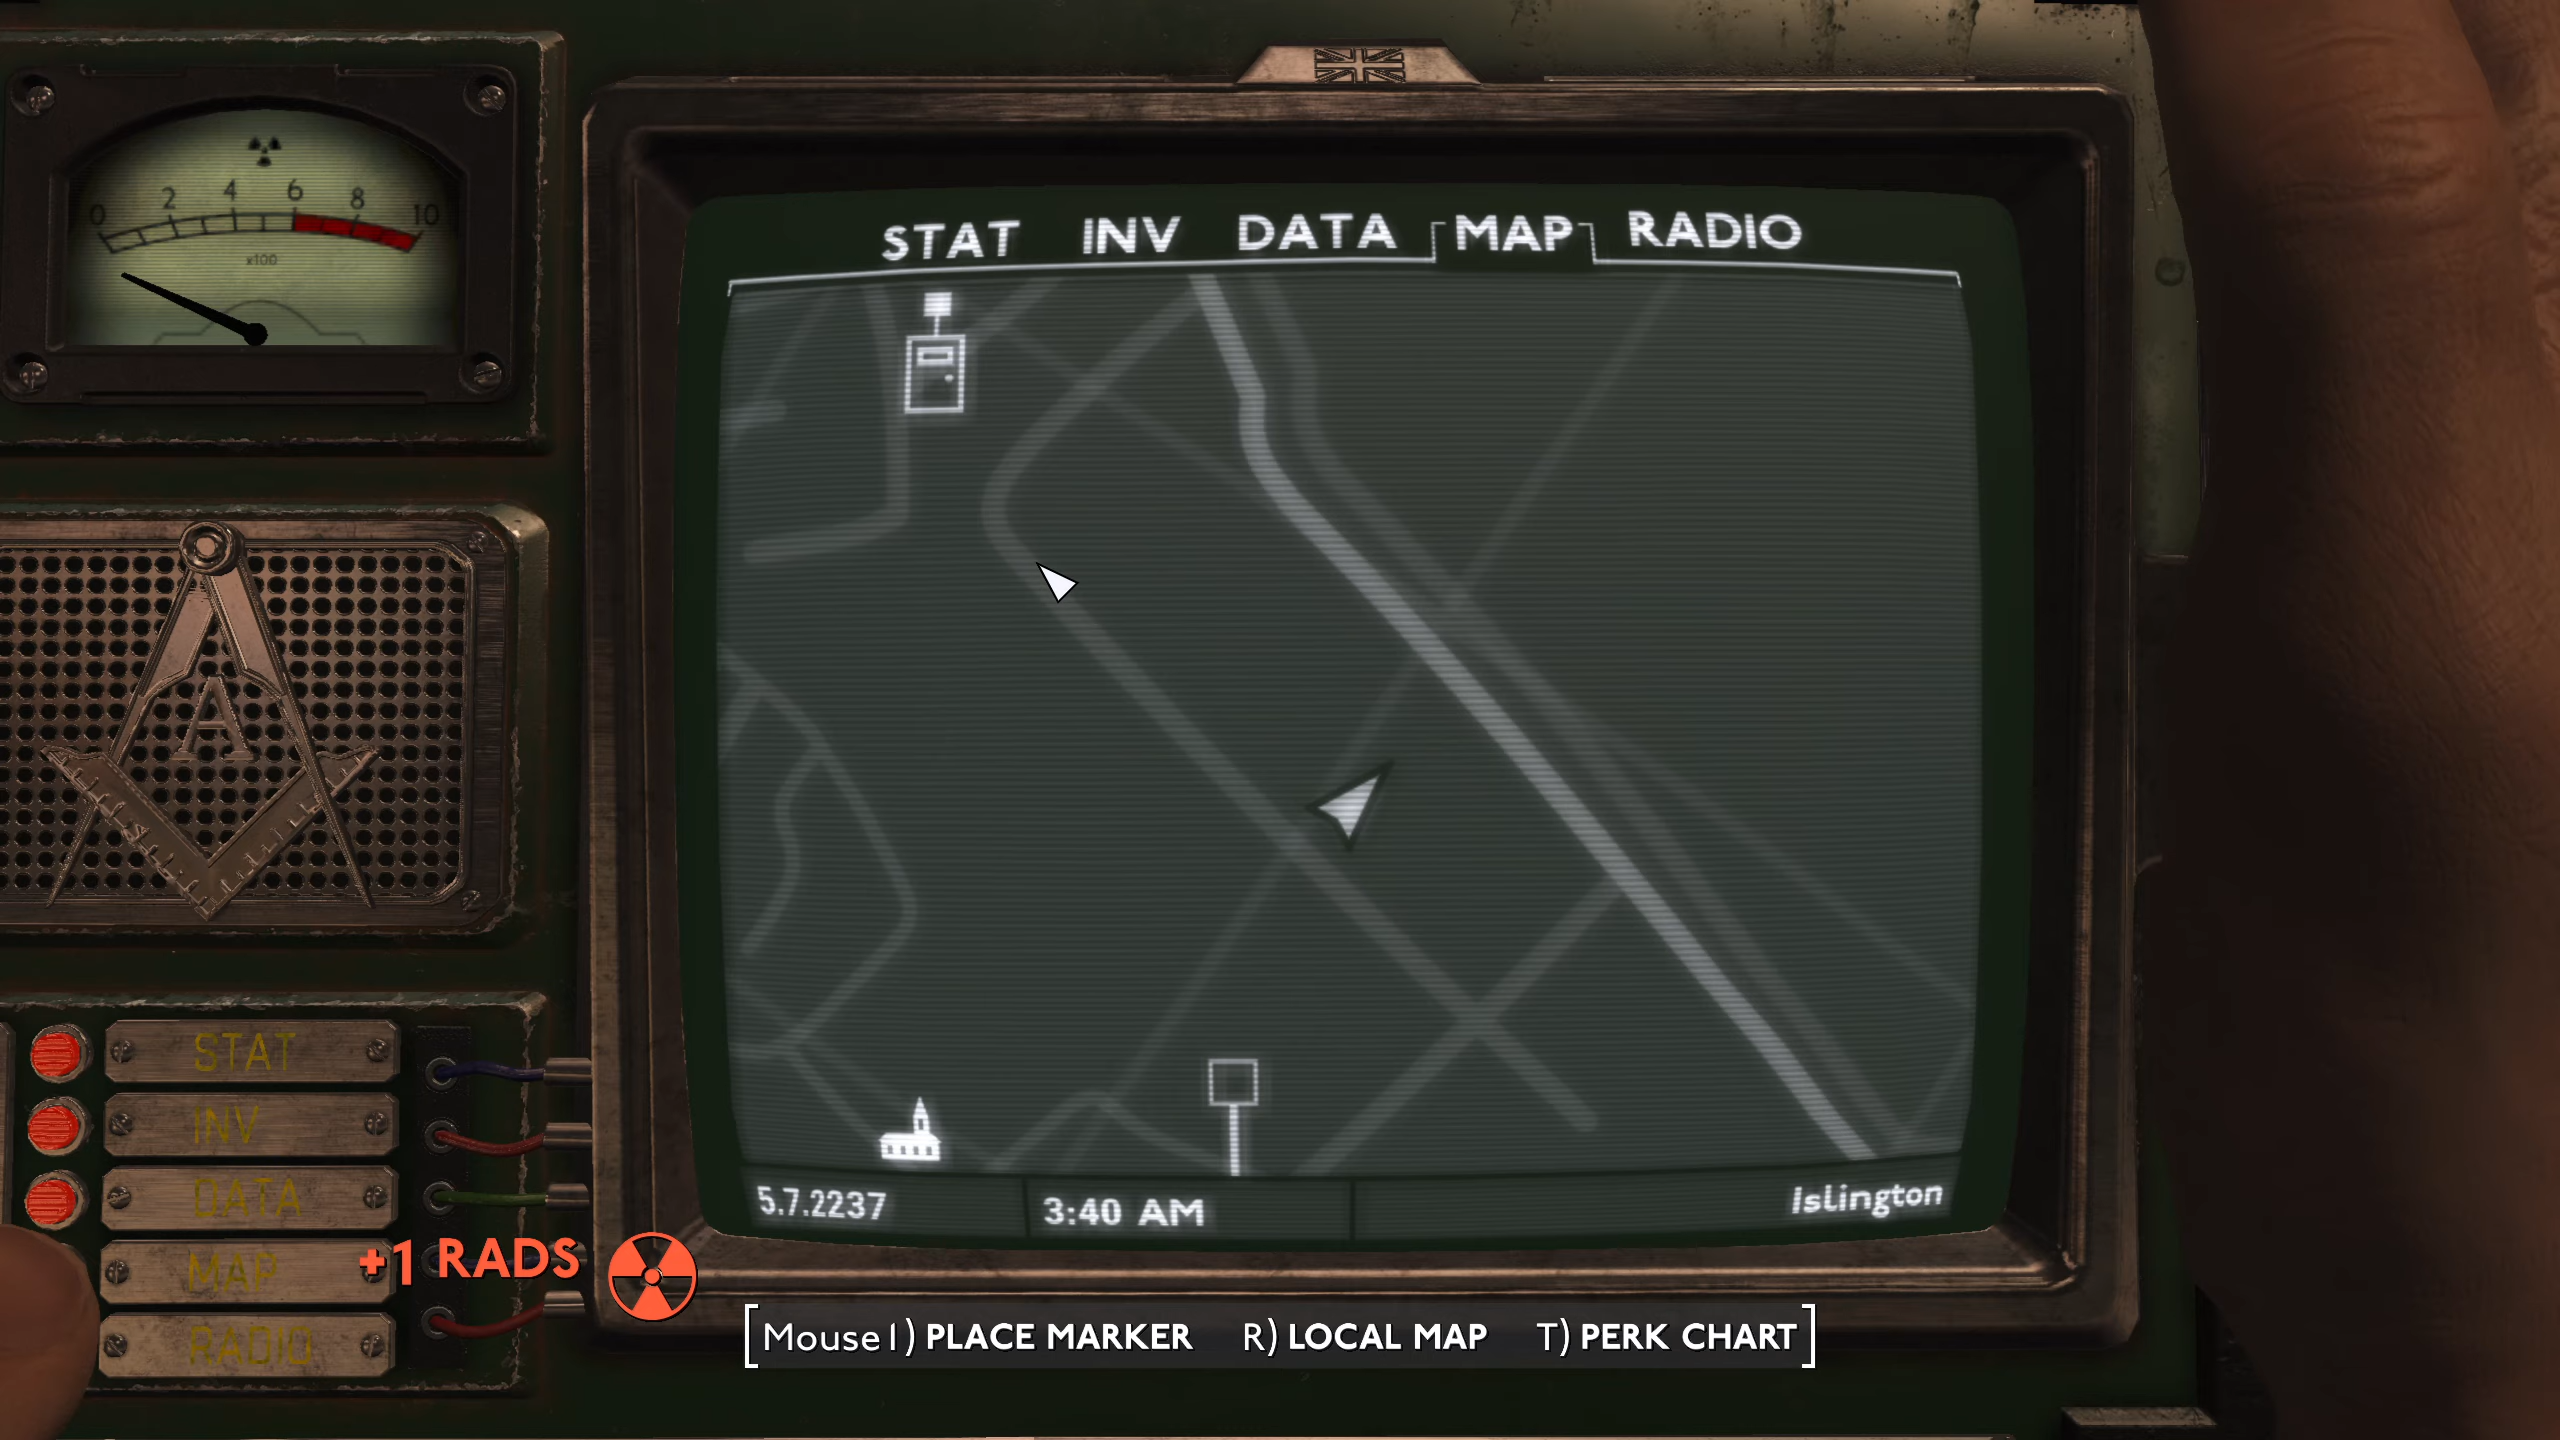 0 2 4 6 8 10
x100
STAT INV DATA MAP RADIO
A
STAT
INV
DATA
MAP
RADIO
5.7.2237 3:40 AM Islington
+1 RADS
[Mouse1) PLACE MARKER R) LOCAL MAP T) PERK CHART]